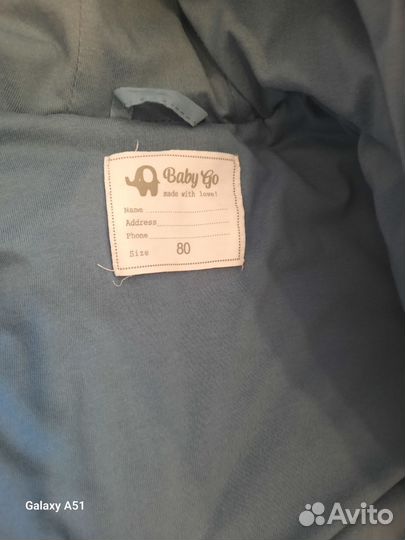 Baby Go
made with love!
Name
Address
Phone
Size 80
Galaxy A51
Avito